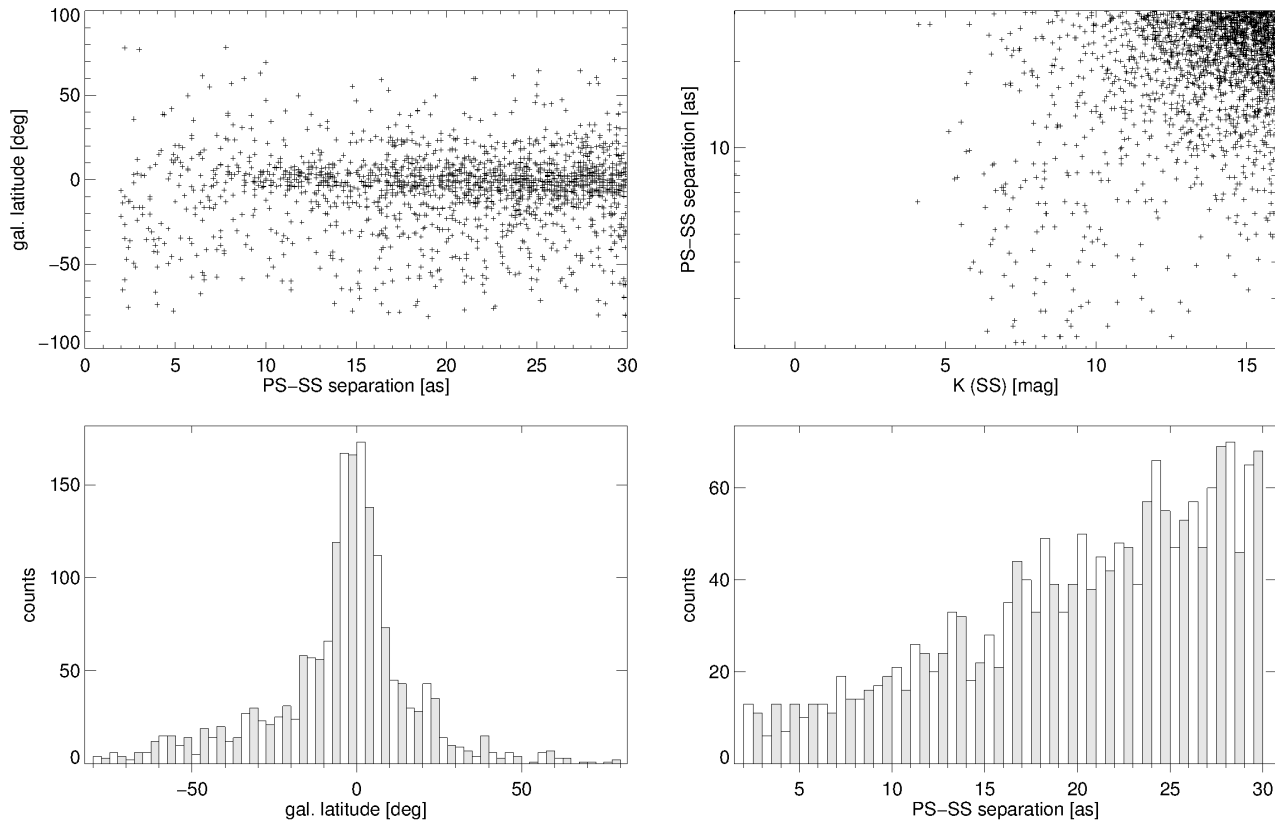 100
50
0
−50
−100
gal. latitude [deg]
0 5 10 15 20 25 30
PS−SS separation [as]
10
PS−SS separation [as]
0 5 10 15
K (SS) [mag]
150
100
50
0
counts
−50 0 50
gal. latitude [deg]
60
40
20
0
counts
5 10 15 20 25 30
PS−SS separation [as]